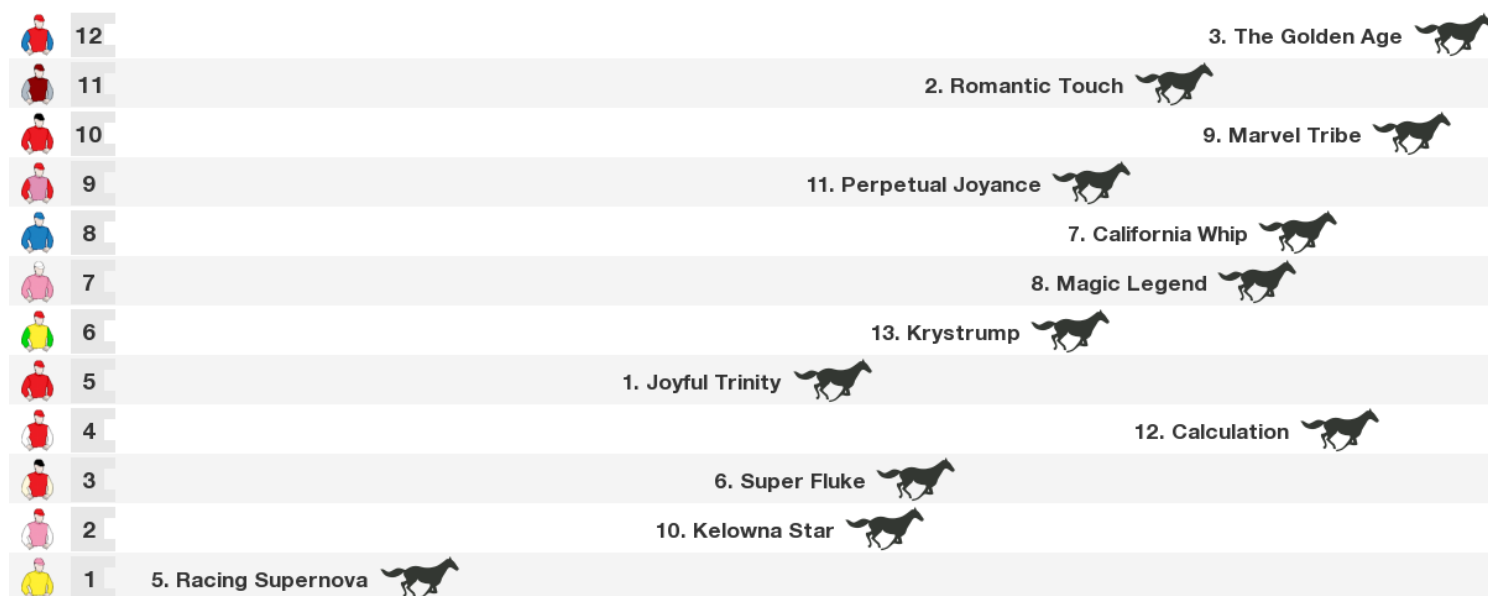 12 3. The Golden Age
11 2. Romantic Touch
10 9. Marvel Tribe
9 11. Perpetual Joyance
8 7. California Whip
7 8. Magic Legend
6 13. Krystrump
5 1. Joyful Trinity
4 12. Calculation
3 6. Super Fluke
2 10. Kelowna Star
1 5. Racing Supernova